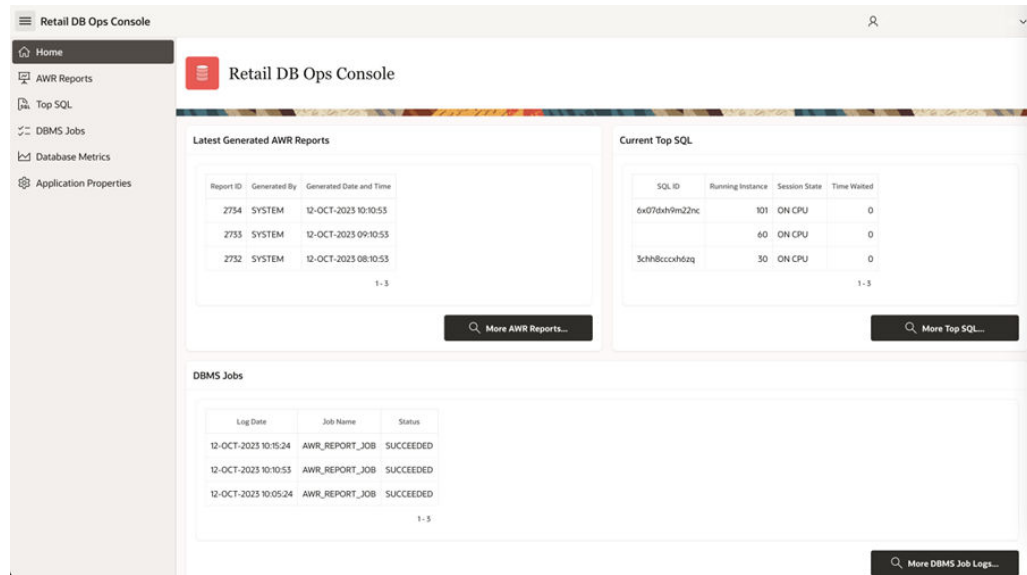 Retail DB Ops Console
Home
AWR Reports
Top SQL
DBMS Jobs
Database Metrics
Application Properties
Retail DB Ops Console
Latest Generated AWR Reports
Report ID Generated By Generated Date and Time
2734 SYSTEM 12-OCT-2023 10:10:53
2733 SYSTEM 12-OCT-2023 09:10:53
2732 SYSTEM 12-OCT-2023 08:10:53
1 - 3
More AWR Reports...
Current Top SQL
SQL ID Running Instance Session State Time Waited
6x07dxh9m22nc 101 ON CPU 0
60 ON CPU 0
3chh8cccxh6zq 30 ON CPU 0
1 - 3
More Top SQL...
DBMS Jobs
Log Date Job Name Status
12-OCT-2023 10:15:24 AWR_REPORT_JOB SUCCEEDED
12-OCT-2023 10:10:53 AWR_REPORT_JOB SUCCEEDED
12-OCT-2023 10:05:24 AWR_REPORT_JOB SUCCEEDED
1 - 3
More DBMS Job Logs...